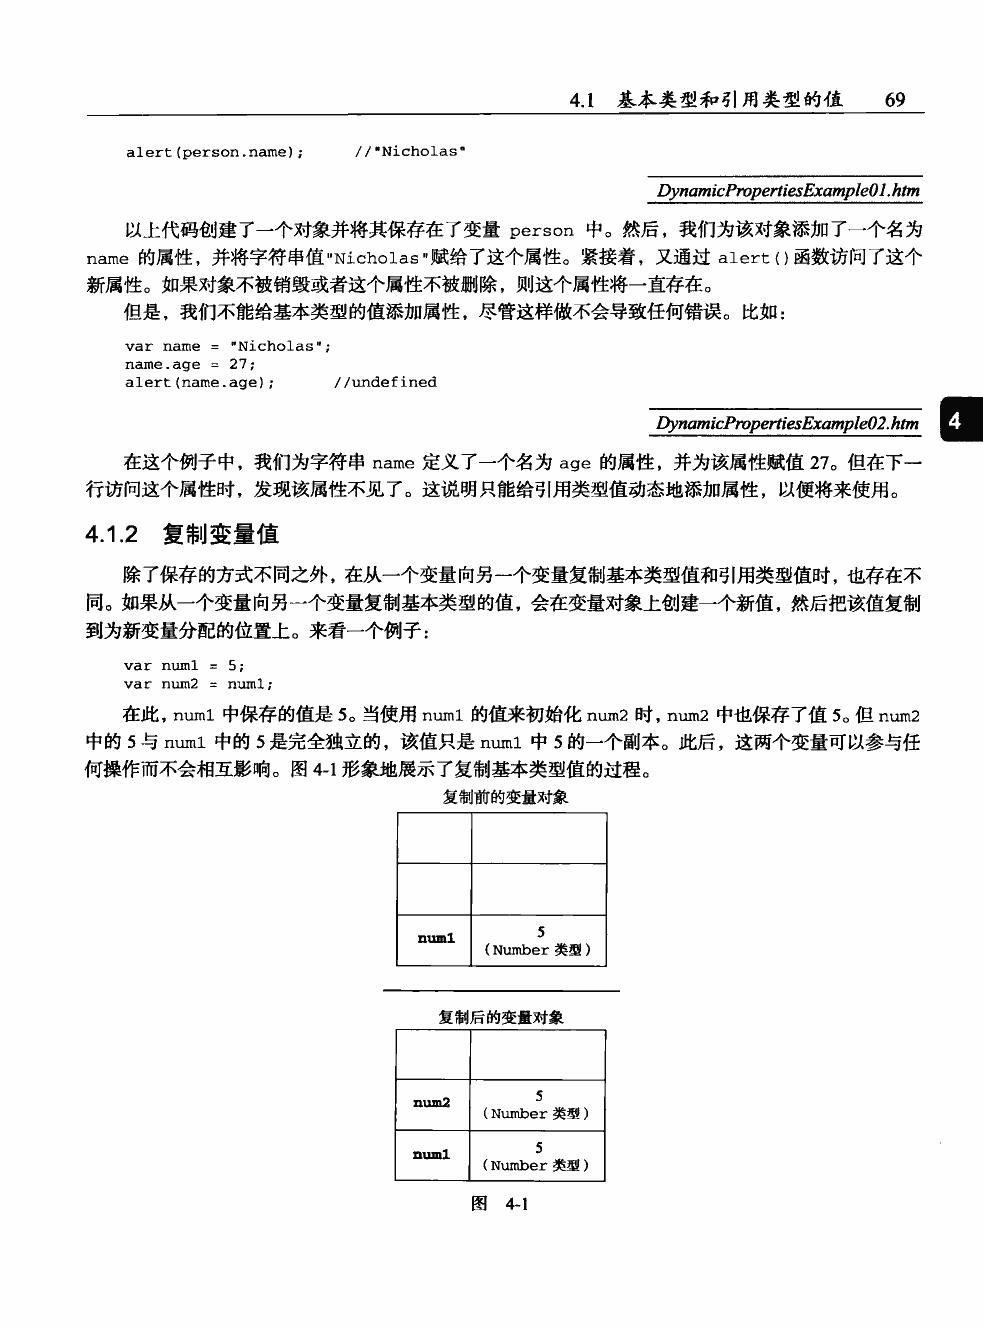 4.1 基本类型和引用类型的值 69
alert(person.name); //"Nicholas"
DynamicPropertiesExample01.htm
以上代码创建了一个对象并将其保存在了变量 person 中。然后，我们为该对象添加了一个名为
name 的属性，并将字符串值"Nicholas"赋给了这个属性。紧接着，又通过 alert()函数访问了这个
新属性。如果对象不被销毁或者这个属性不被删除，则这个属性将一直存在。
但是，我们不能给基本类型的值添加属性，尽管这样做不会导致任何错误。比如：
var name = "Nicholas";
name.age = 27;
alert(name.age); //undefined
DynamicPropertiesExample02.htm
4
在这个例子中，我们为字符串 name 定义了一个名为 age 的属性，并为该属性赋值 27。但在下一
行访问这个属性时，发现该属性不见了。这说明只能给引用类型值动态地添加属性，以便将来使用。
4.1.2 复制变量值
除了保存的方式不同之外，在从一个变量向另一个变量复制基本类型值和引用类型值时，也存在不
同。如果从一个变量向另一个变量复制基本类型的值，会在变量对象上创建一个新值，然后把该值复制
到为新变量分配的位置上。来看一个例子：
var num1 = 5;
var num2 = num1;
在此，num1 中保存的值是 5。当使用 num1 的值来初始化 num2 时，num2 中也保存了值 5。但 num2
中的 5 与 num1 中的 5 是完全独立的，该值只是 num1 中 5 的一个副本。此后，这两个变量可以参与任
何操作而不会相互影响。图 4-1 形象地展示了复制基本类型值的过程。
复制前的变量对象
num1
5
（Number 类型）
复制后的变量对象
num2
5
（Number 类型）
num1
5
（Number 类型）
图 4-1